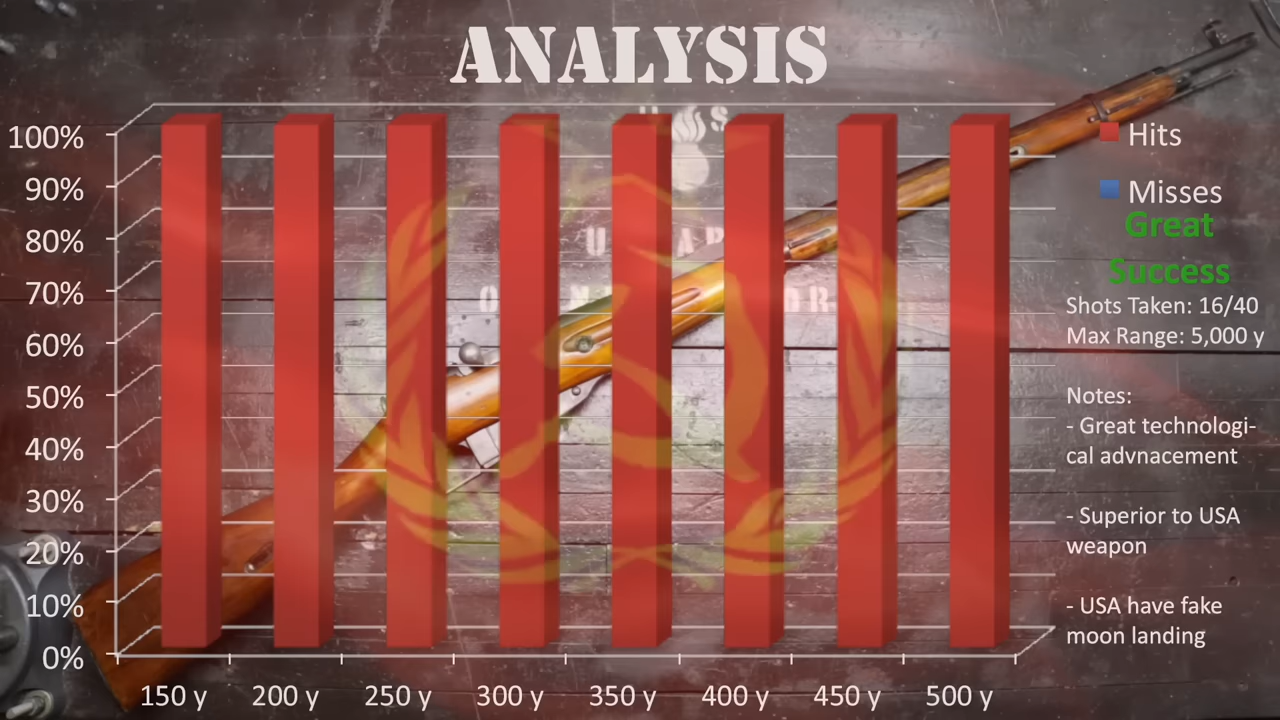 ANALYSIS
100%
90%
80%
70%
60%
50%
40%
30%
20%
10%
0%
150 y 200 y 250 y 300 y 350 y 400 y 450 y 500 y
Hits
Misses
Great
Success
Shots Taken: 16/40
Max Range: 5,000 y
Notes:
- Great technologi-
cal advnacement
- Superior to USA
weapon
- USA have fake
moon landing